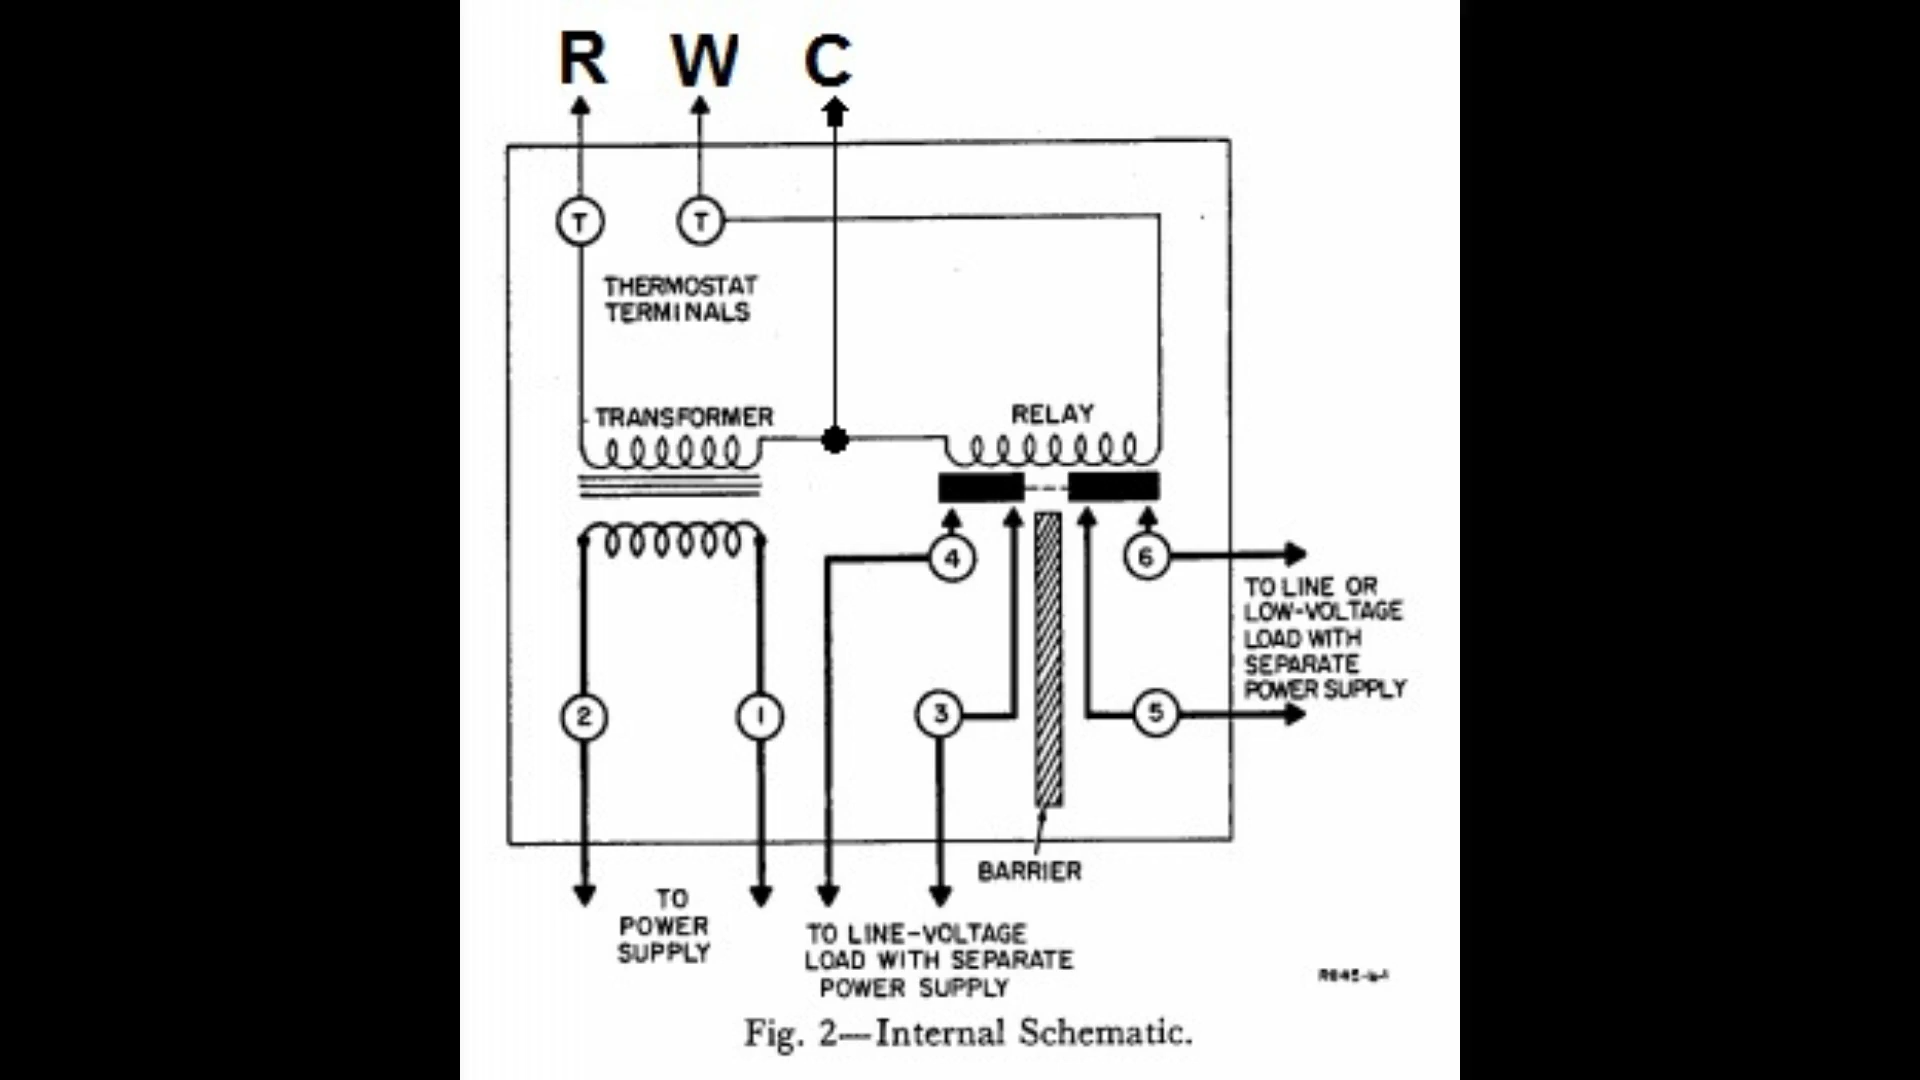 R W C
T T
THERMOSTAT
TERMINALS
TRANSFORMER
RELAY
4
6
TO LINE OR
LOW-VOLTAGE
LOAD WITH
SEPARATE
POWER SUPPLY
2
1
3
5
BARRIER
TO
POWER
SUPPLY
TO LINE-VOLTAGE
LOAD WITH SEPARATE
POWER SUPPLY
Fig. 2—Internal Schematic.